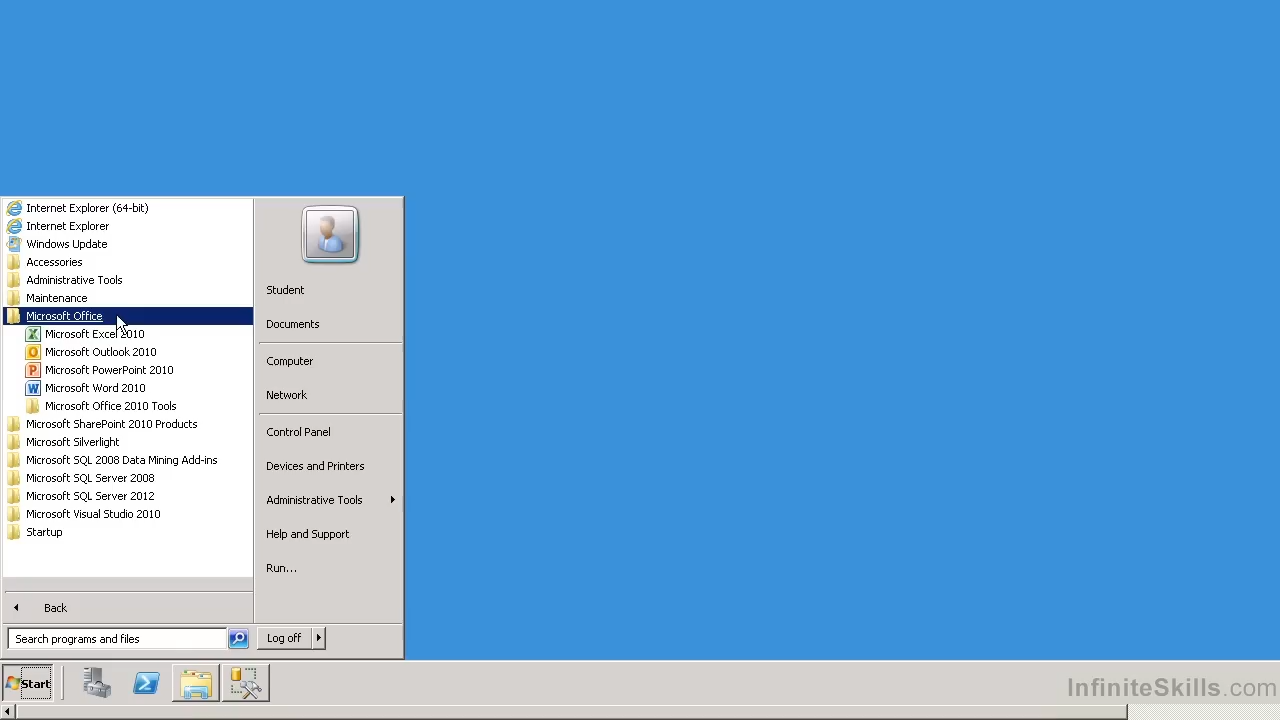 Internet Explorer (64-bit)
Internet Explorer
Windows Update
Accessories
Administrative Tools
Maintenance
Microsoft Office
Microsoft Excel 2010
Microsoft Outlook 2010
Microsoft PowerPoint 2010
Microsoft Word 2010
Microsoft Office 2010 Tools
Microsoft SharePoint 2010 Products
Microsoft Silverlight
Microsoft SQL 2008 Data Mining Add-ins
Microsoft SQL Server 2008
Microsoft SQL Server 2012
Microsoft Visual Studio 2010
Startup
Back
Search programs and files
Student
Documents
Computer
Network
Control Panel
Devices and Printers
Administrative Tools
Help and Support
Run...
Log off
Start
InfiniteSkills.com